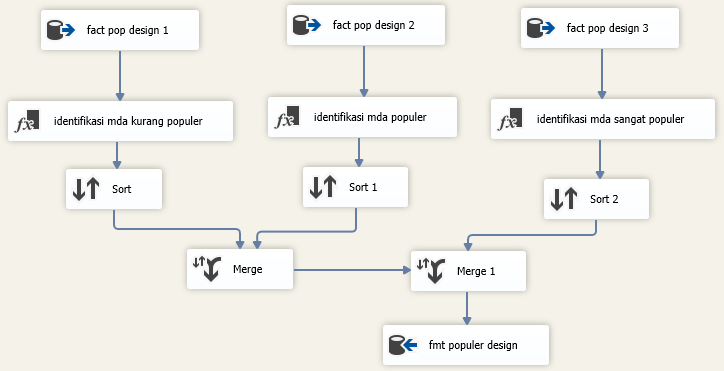 fact pop design 1
fact pop design 2
fact pop design 3
identifikasi mda kurang populer
identifikasi mda populer
identifikasi mda sangat populer
Sort
Sort 1
Sort 2
Merge
Merge 1
fmt populer design